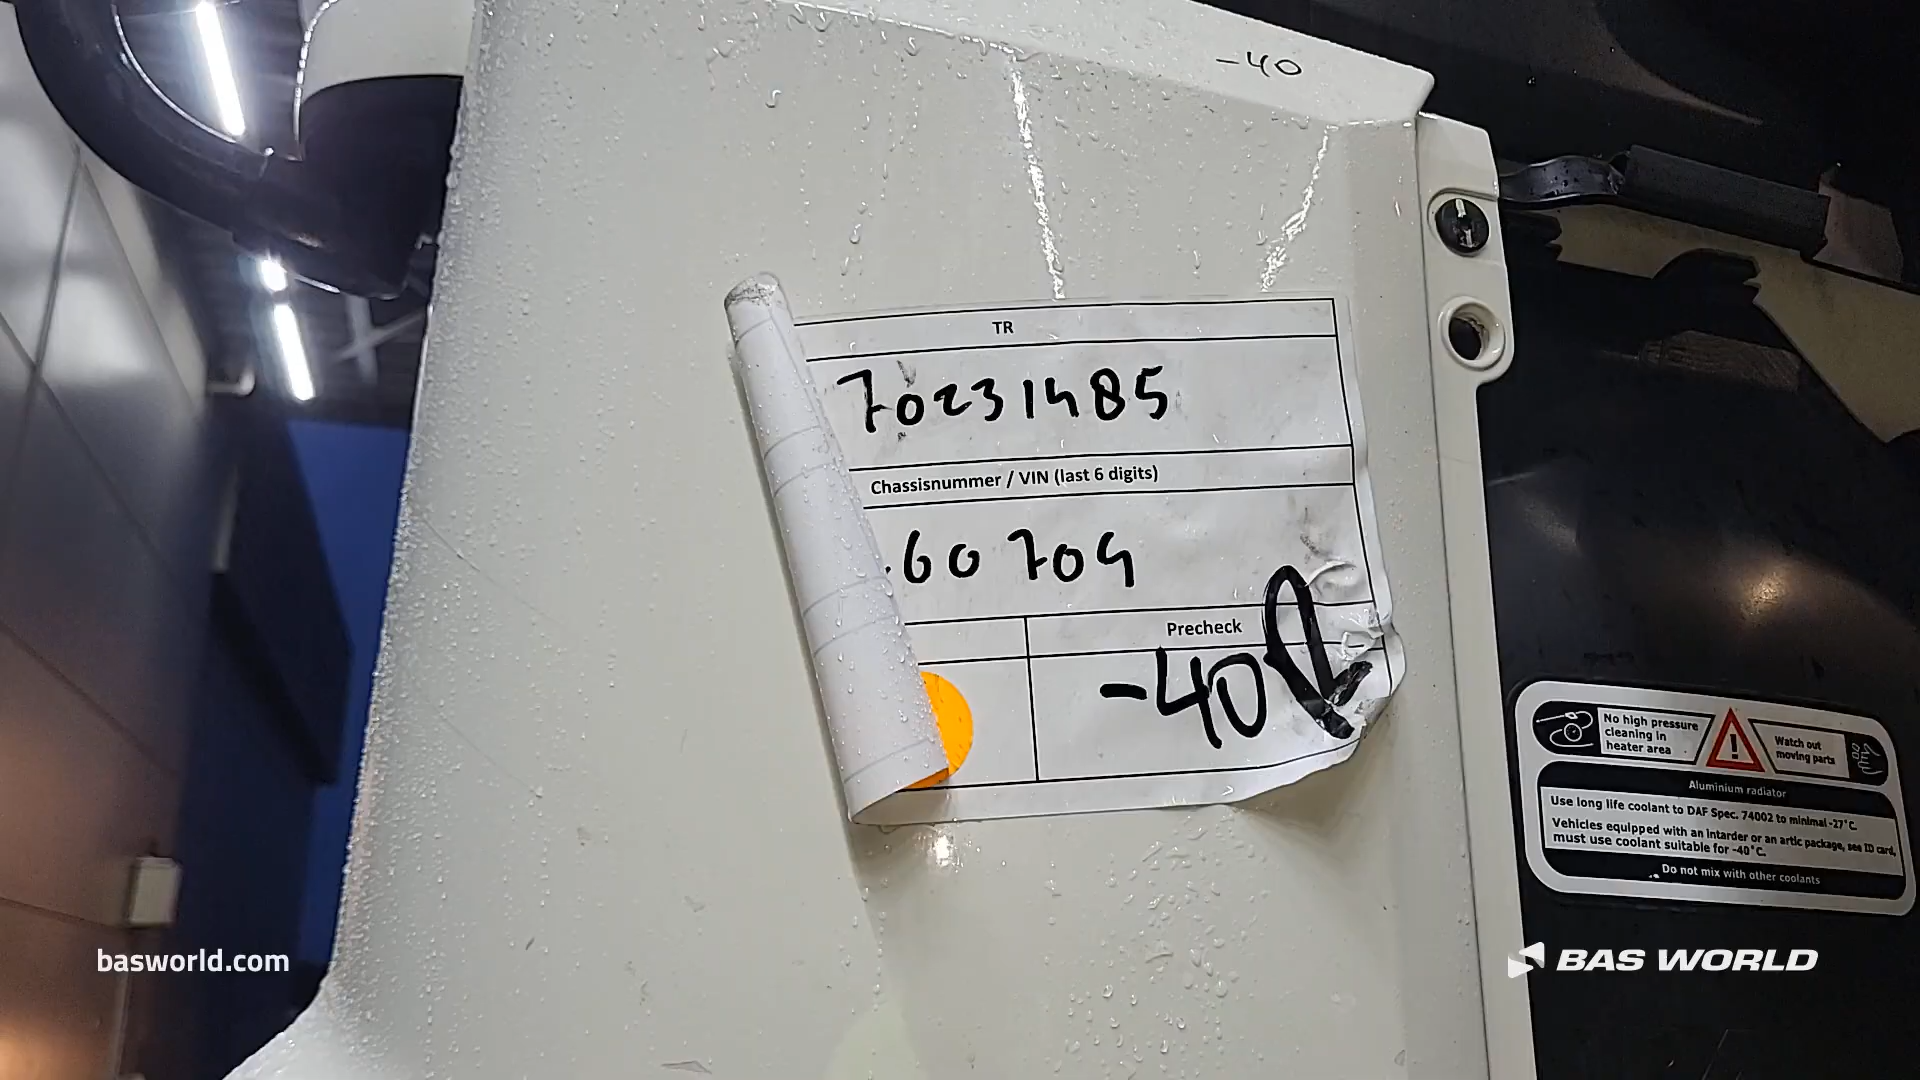 -40
TR
70231485
Chassisnummer / VIN (last 6 digits)
60709
Precheck
-40
No high pressure
cleaning in
heater area
Watch out
moving parts
Aluminium radiator
Use long life coolant to DAF Spec. 74002 to minimal -27°C.
Vehicles equipped with an intarder or an artic package, see ID card,
must use coolant suitable for -40°C.
Do not mix with other coolants
basworld.com
BAS WORLD